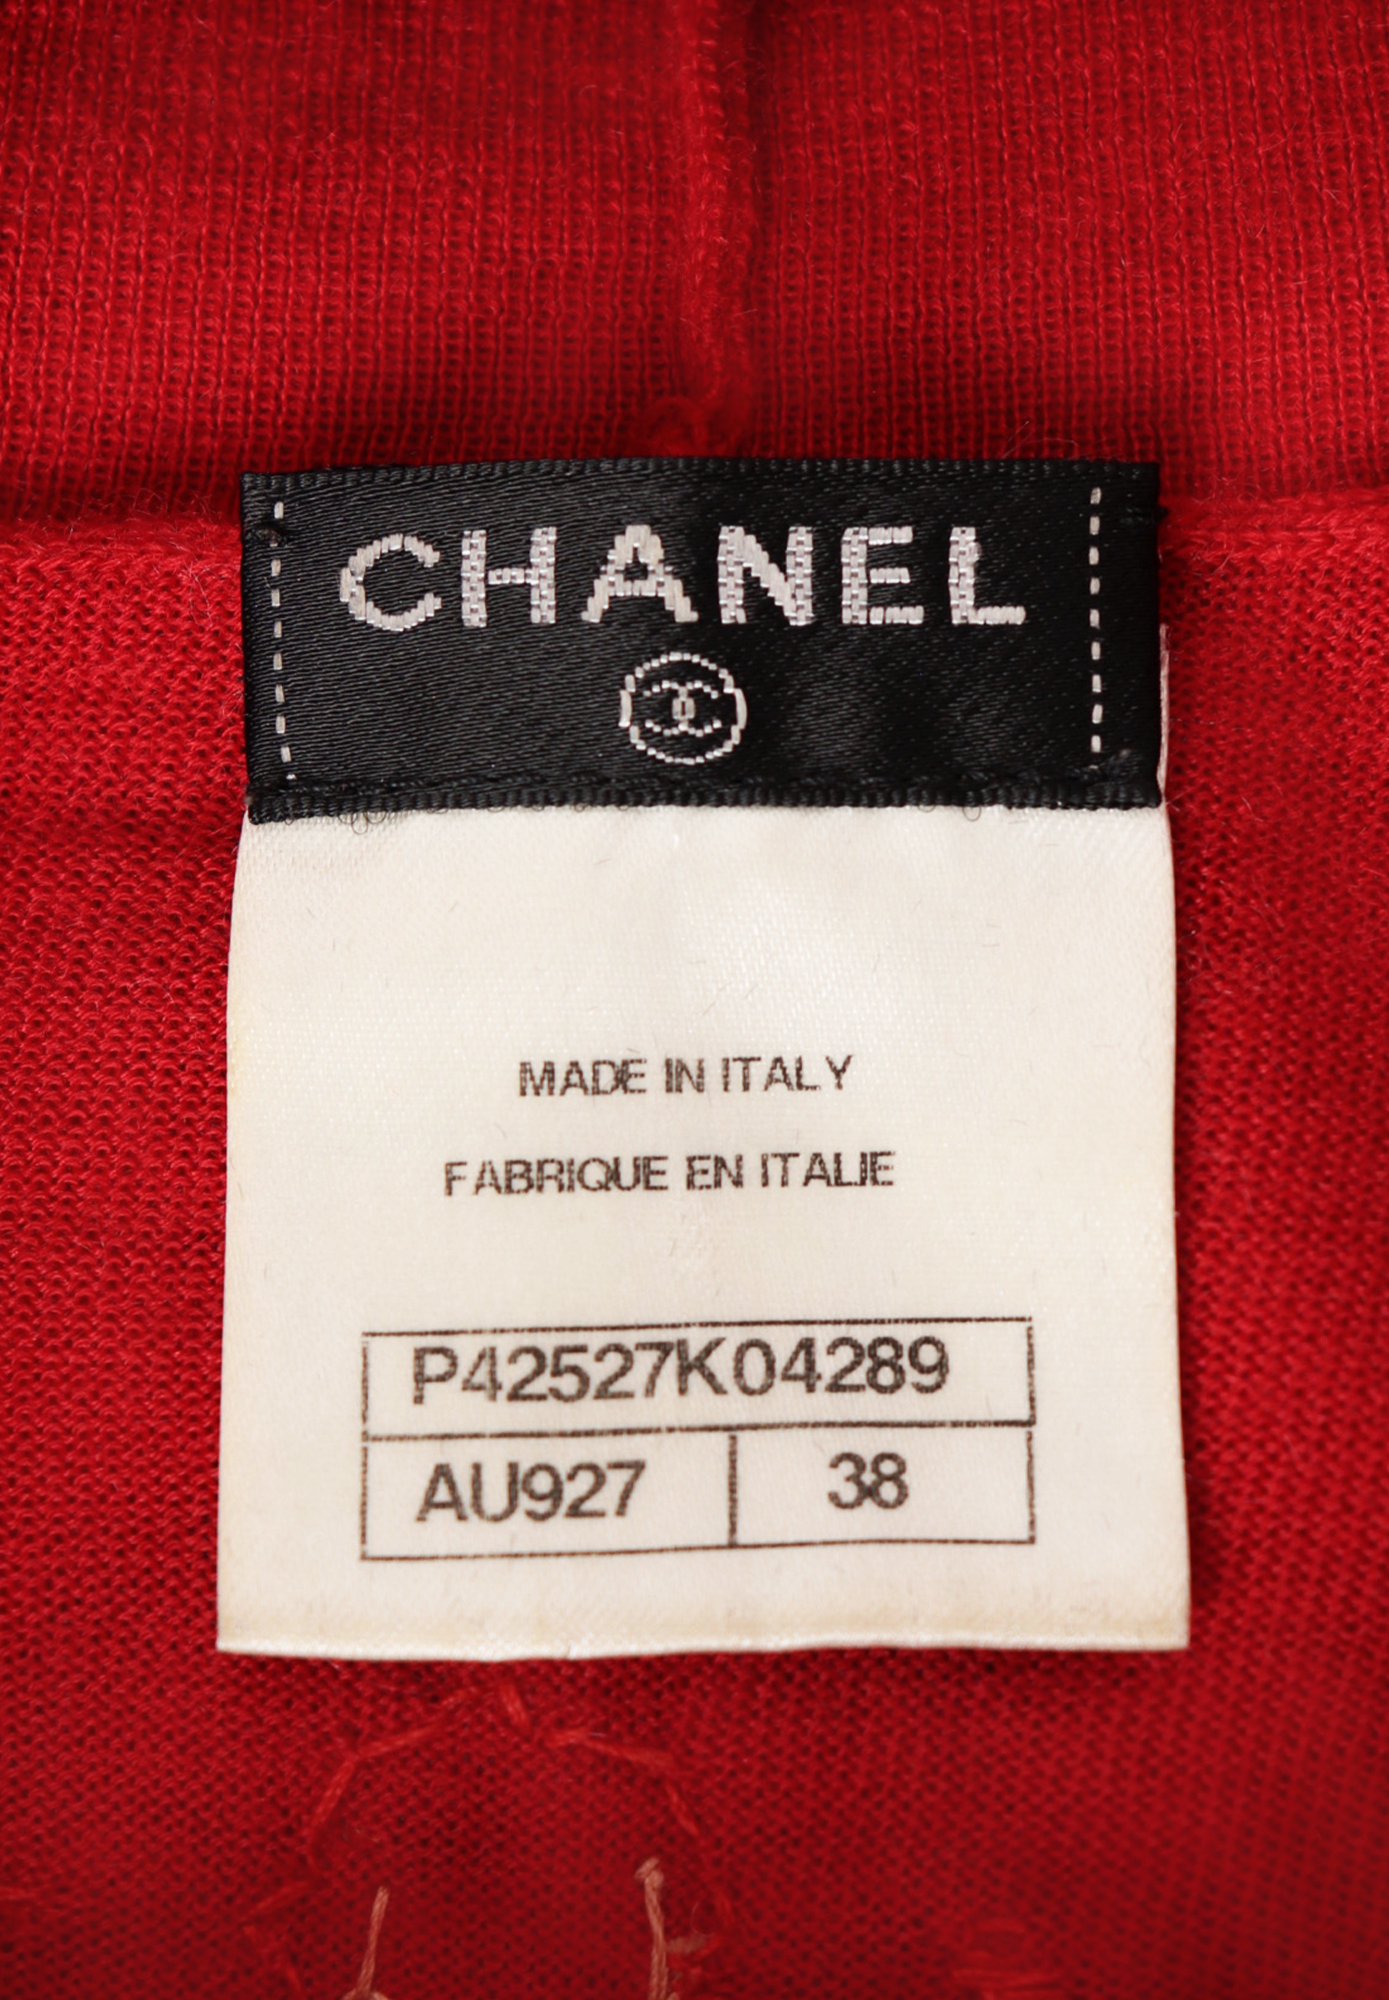 CHANEL
MADE IN ITALY
FABRIQUE EN ITALIE
P42527K04289
AU927 38